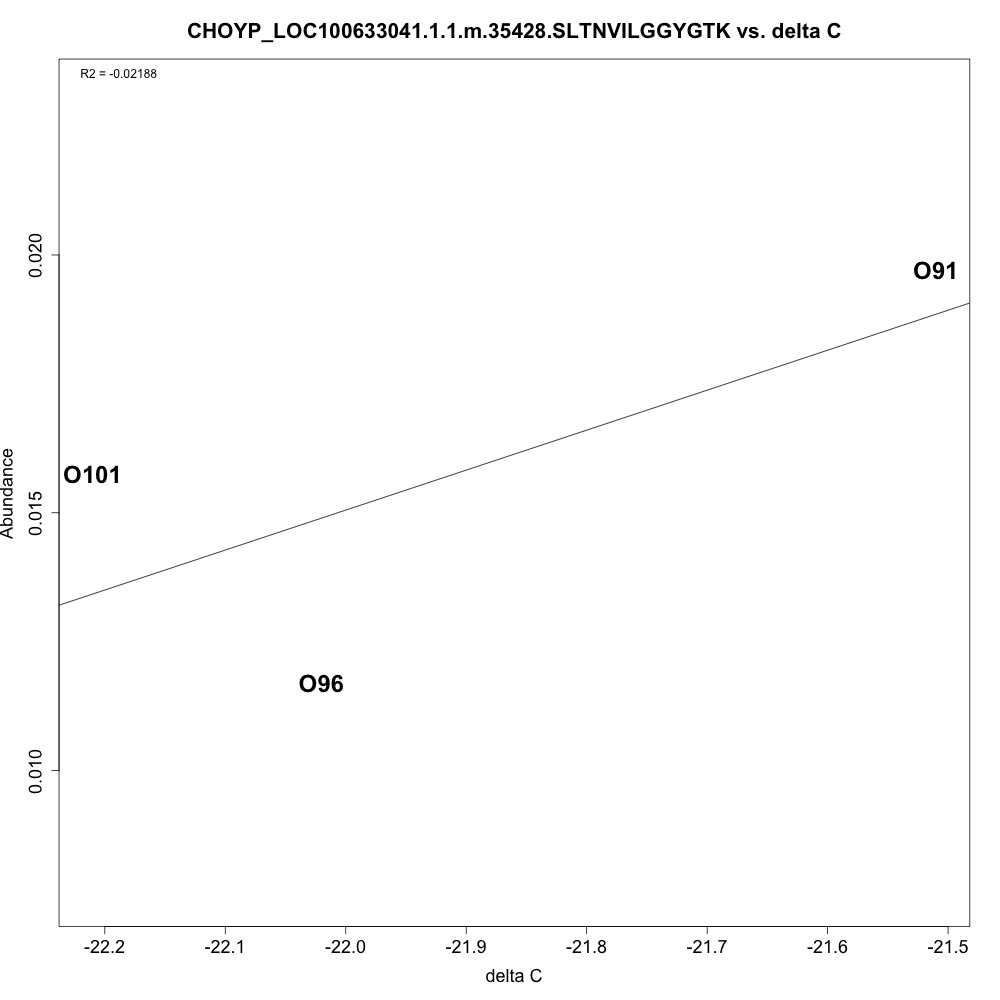 CHOYP_LOC100633041.1.1.m.35428.SLTNVILGGYGTK vs. delta C
R2 = -0.02188
0.020
O91
O101
0.015
Abundance
O96
0.010
-22.2 -22.1 -22.0 -21.9 -21.8 -21.7 -21.6 -21.5
delta C